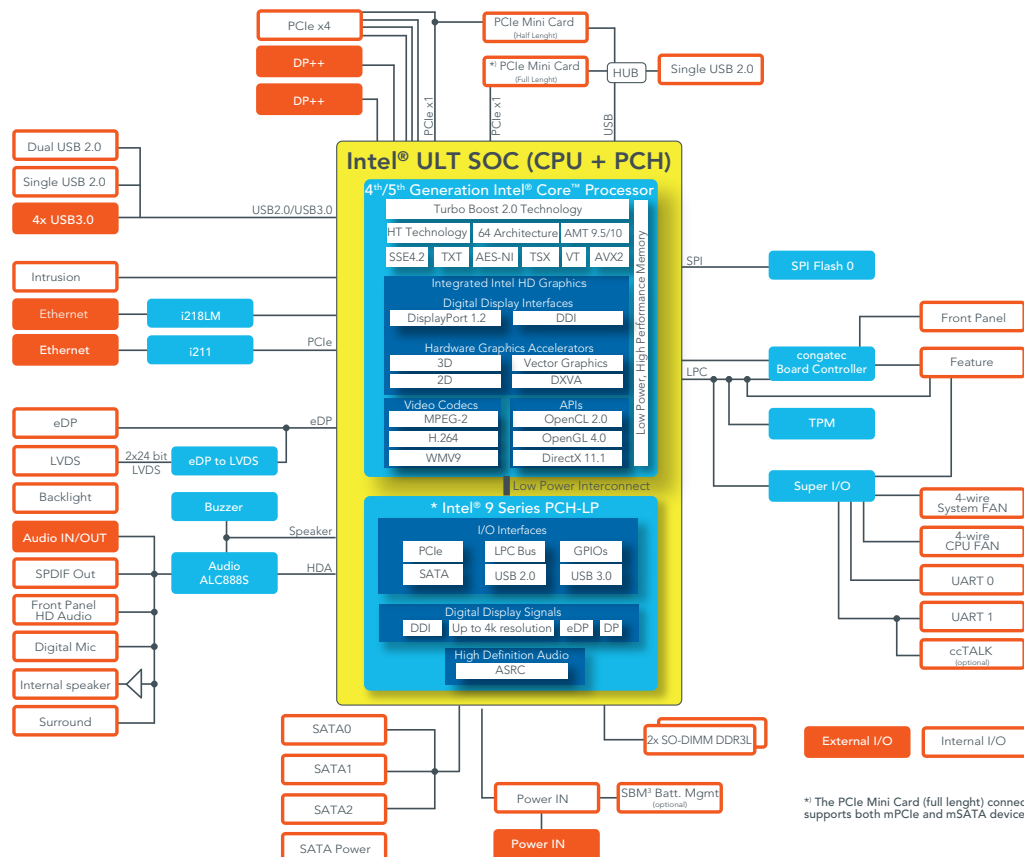 PCIe x4
DP++
DP++
PCIe Mini Card
(Half Lenght)
*) PCIe Mini Card
(Full Lenght)
HUB
Single USB 2.0
PCIe x1
PCIe x1
USB
Dual USB 2.0
Single USB 2.0
4x USB3.0
USB2.0/USB3.0
Intrusion
Ethernet
i218LM
Ethernet
i211
PCIe
eDP
eDP
LVDS
2x24 bit
LVDS
eDP to LVDS
Backlight
Buzzer
Speaker
Audio IN/OUT
SPDIF Out
Audio
ALC888S
HDA
Front Panel
HD Audio
Digital Mic
Internal speaker
Surround
Intel® ULT SOC (CPU + PCH)
4th/5th Generation Intel® Core™ Processor
Turbo Boost 2.0 Technology
HT Technology
64 Architecture
AMT 9.5/10
SSE4.2
TXT
AES-NI
TSX
VT
AVX2
Low Power, High Performance Memory
Integrated Intel HD Graphics
Digital Display Interfaces
DisplayPort 1.2
DDI
Hardware Graphics Accelerators
3D
Vector Graphics
2D
DXVA
Video Codecs
MPEG-2
H.264
WMV9
APIs
OpenCL 2.0
OpenGL 4.0
DirectX 11.1
Low Power Interconnect
* Intel® 9 Series PCH-LP
I/O Interfaces
PCIe
LPC Bus
GPIOs
SATA
USB 2.0
USB 3.0
Digital Display Signals
DDI
Up to 4k resolution
eDP
DP
High Definition Audio
ASRC
SPI
SPI Flash 0
LPC
congatec
Board Controller
Front Panel
Feature
TPM
Super I/O
4-wire
System FAN
4-wire
CPU FAN
UART 0
UART 1
ccTALK
(optional)
SATA0
SATA1
SATA2
SATA Power
2x SO-DIMM DDR3L
Power IN
SBM³ Batt. Mgmt
(optional)
Power IN
External I/O
Internal I/O
*) The PCIe Mini Card (full lenght) connec
supports both mPCIe and mSATA device